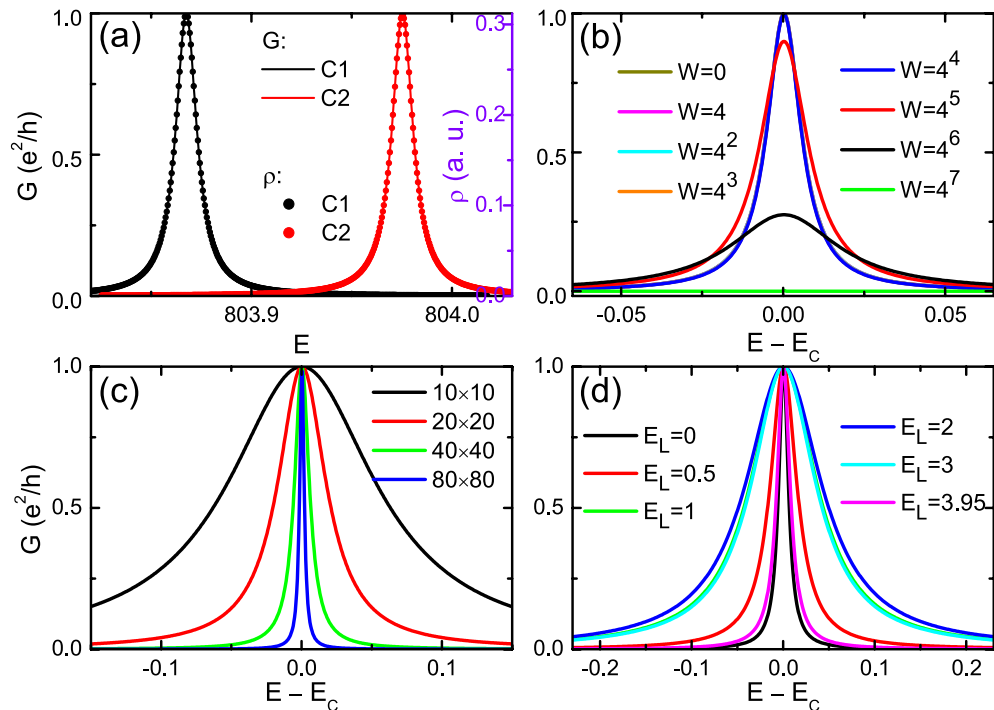 (a)
G:
C1
C2
ρ:
C1
C2
G (e²/h)
1.0
0.5
0.0
ρ (a. u.)
0.3
0.2
0.1
0.0
803.9
804.0
E
(b)
W=0
W=4
W=4²
W=4³
W=4⁴
W=4⁵
W=4⁶
W=4⁷
1.0
0.5
0.0
-0.05
0.00
0.05
E − E_C
(c)
10×10
20×20
40×40
80×80
G (e²/h)
1.0
0.5
0.0
-0.1
0.0
0.1
E − E_C
(d)
E_L=0
E_L=0.5
E_L=1
E_L=2
E_L=3
E_L=3.95
1.0
0.5
0.0
-0.2
-0.1
0.0
0.1
0.2
E − E_C